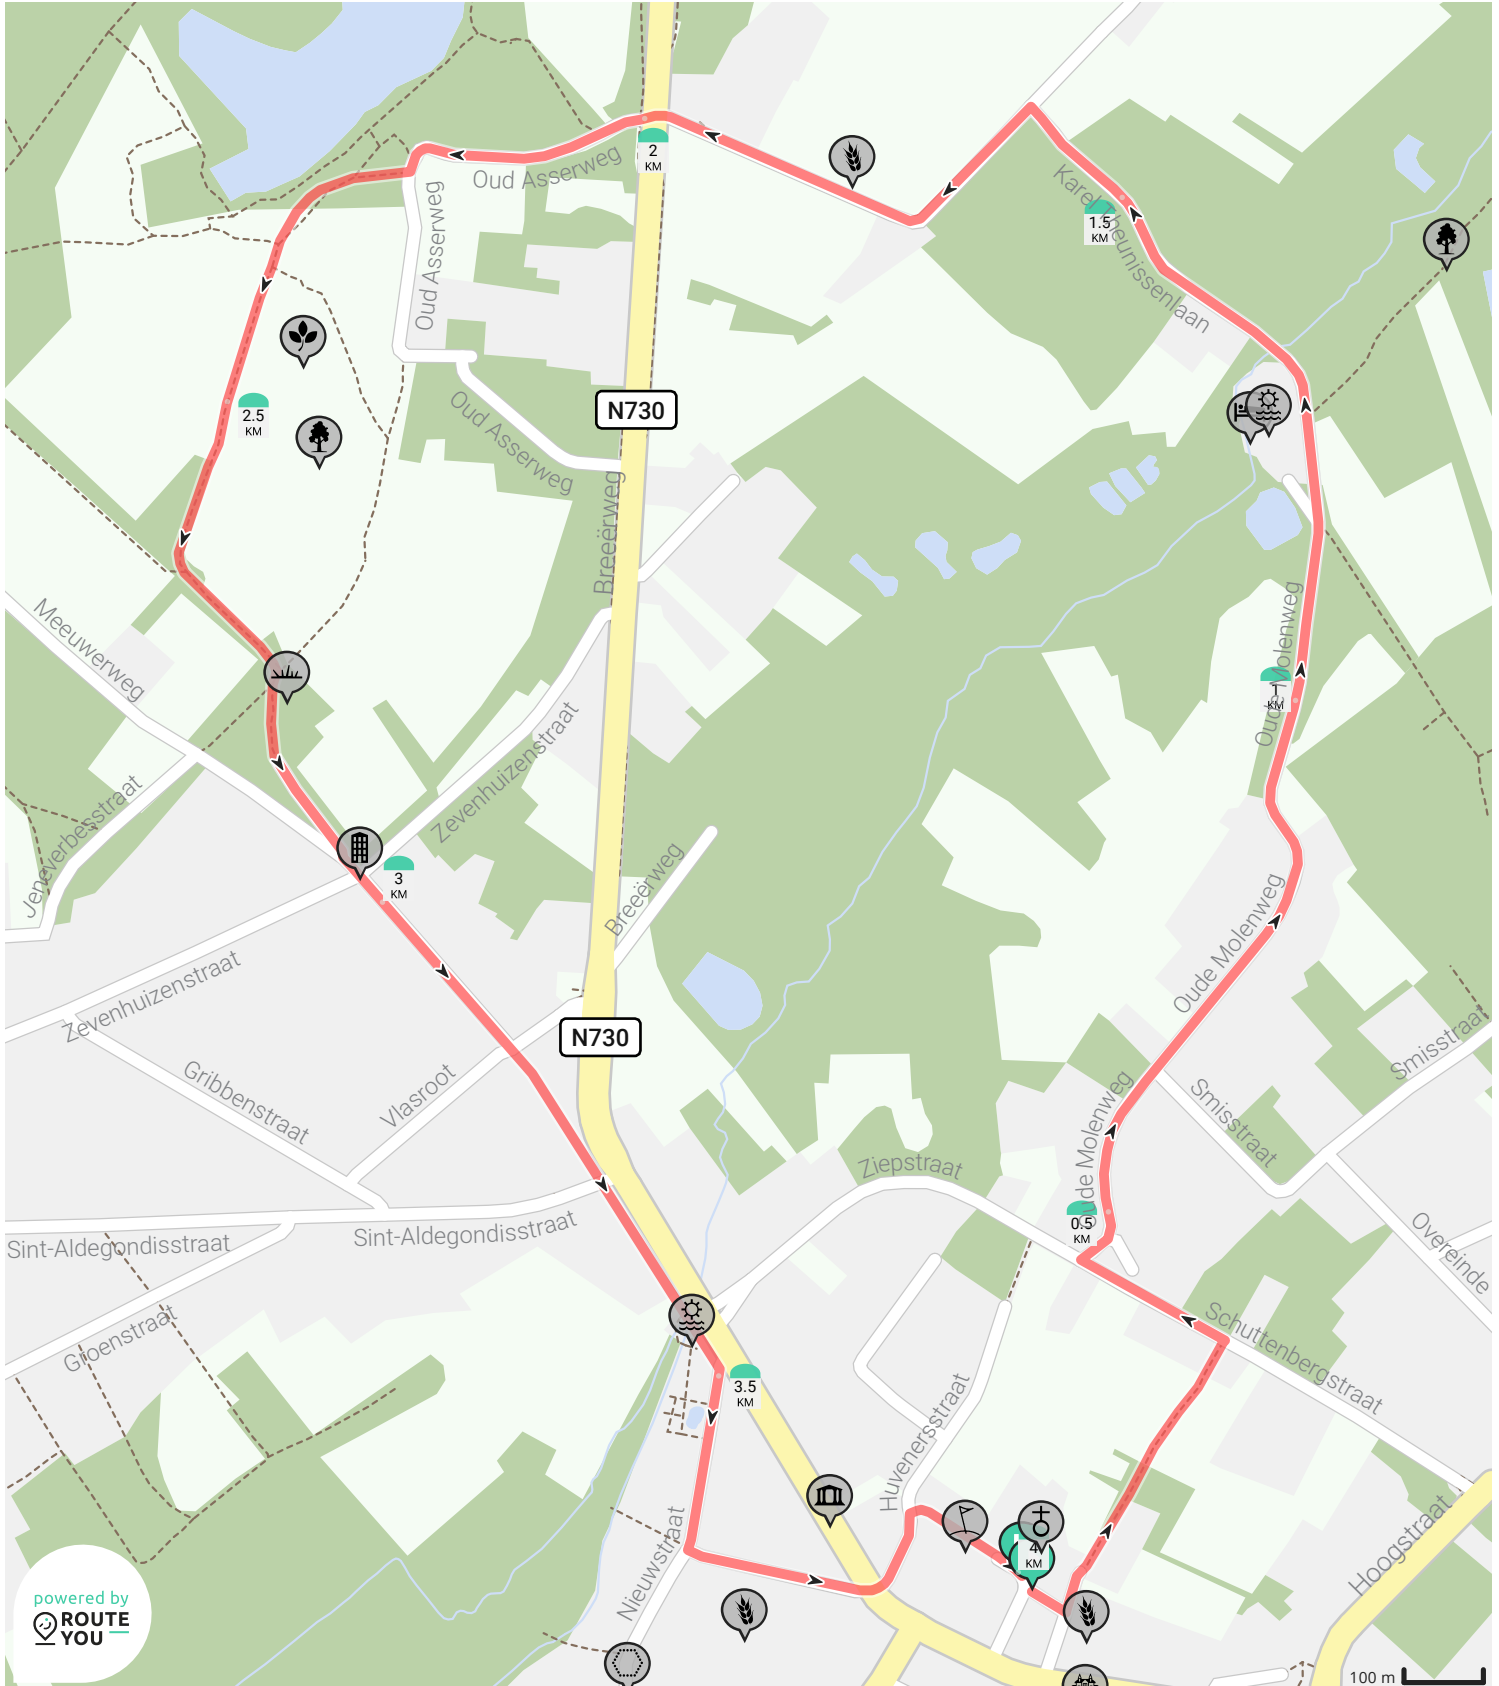 2
KM
Oud Asserweg
Karel Theunissenlaan
1.5
KM
Oud Asserweg
2.5
KM
N730
Oud Asserweg
Breeërweg
Meeuwerweg
Oude Molenweg
1
KM
Zevenhuizenstraat
Jeneverbesstraat
3
KM
Breeërweg
Oude Molenweg
Zevenhuizenstraat
N730
Smisstraat
Gribbenstraat
Vlasroot
Oude Molenweg
Smisstraat
Ziepstraat
0.5
KM
Sint-Aldegondisstraat
Sint-Aldegondisstraat
Overeinde
Groenstraat
Schuttenbergstraat
3.5
KM
Huvenersstraat
Nieuwstraat
4
KM
Hoogstraat
powered by
ROUTE
YOU
100 m